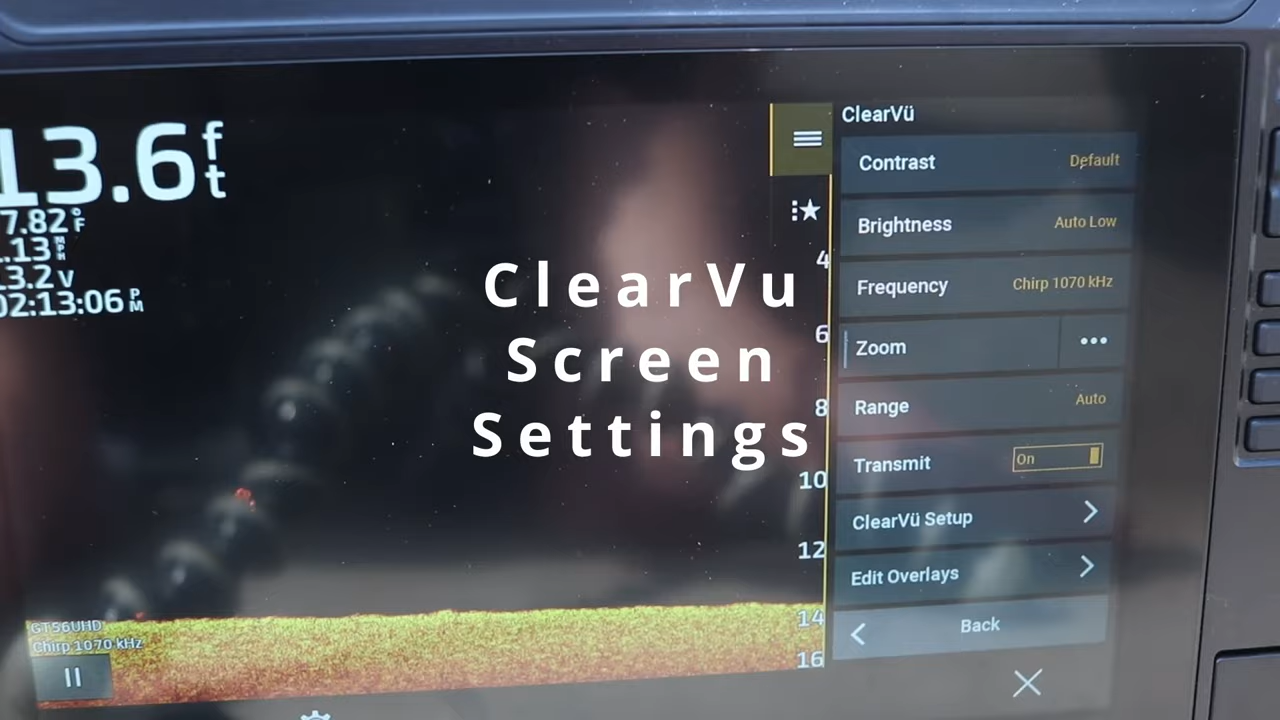 13.6 ft
7.82 °F
.13 MPH
13.2 V
02:13:06 PM
4
6
8
10
12
14
16
GT56UHD
Chirp 1070 kHz
ClearVu
Screen
Settings
ClearVü
Contrast Default
Brightness Auto Low
Frequency Chirp 1070 kHz
Zoom
Range Auto
Transmit On
ClearVü Setup
Edit Overlays
Back